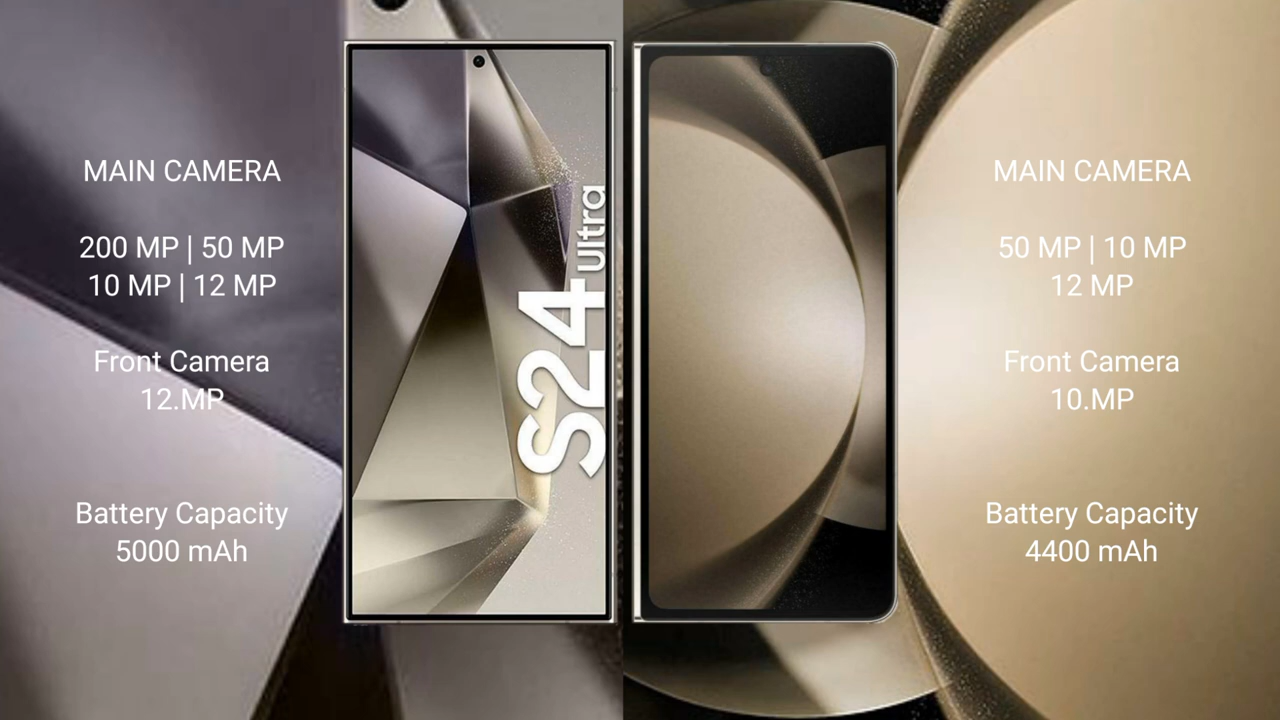 MAIN CAMERA
200 MP | 50 MP
10 MP | 12 MP
Front Camera
12.MP
Battery Capacity
5000 mAh
S24 Ultra
MAIN CAMERA
50 MP | 10 MP
12 MP
Front Camera
10.MP
Battery Capacity
4400 mAh